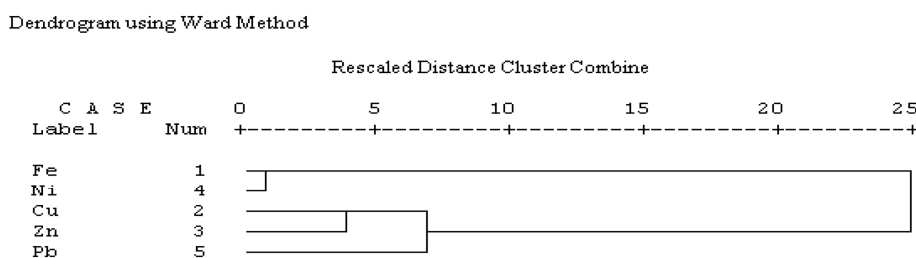 Dendrogram using Ward Method
Rescaled Distance Cluster Combine
C A S E 0 5 10 15 20 25
Label Num +---------+---------+---------+---------+---------+
Fe 1
Ni 4
Cu 2
Zn 3
Pb 5